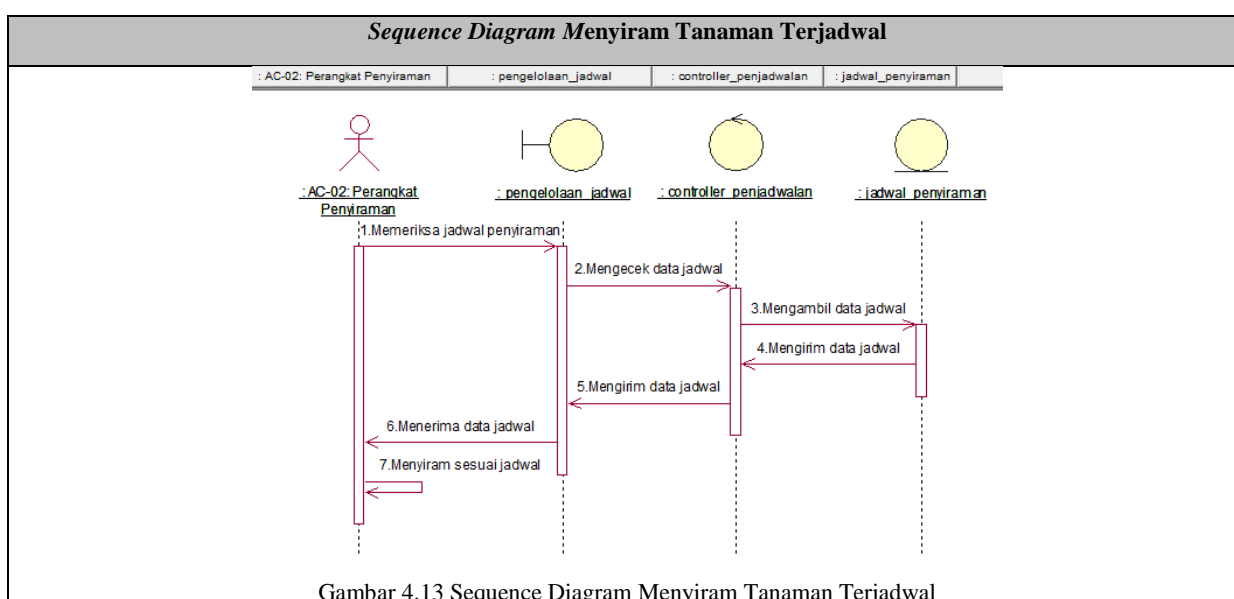 Sequence Diagram Menyiram Tanaman Terjadwal
: AC-02: Perangkat Penyiraman
: pengelolaan_jadwal
: controller_penjadwalan
: jadwal_penyiraman
: AC-02: Perangkat
Penyiraman
: pengelolaan_jadwal
: controller_penjadwalan
: jadwal_penyiraman
1.Memeriksa jadwal penyiraman
2.Mengecek data jadwal
3.Mengambil data jadwal
4.Mengirim data jadwal
5.Mengirim data jadwal
6.Menerima data jadwal
7.Menyiram sesuai jadwal
Gambar 4.13 Sequence Diagram Menyiram Tanaman Terjadwal